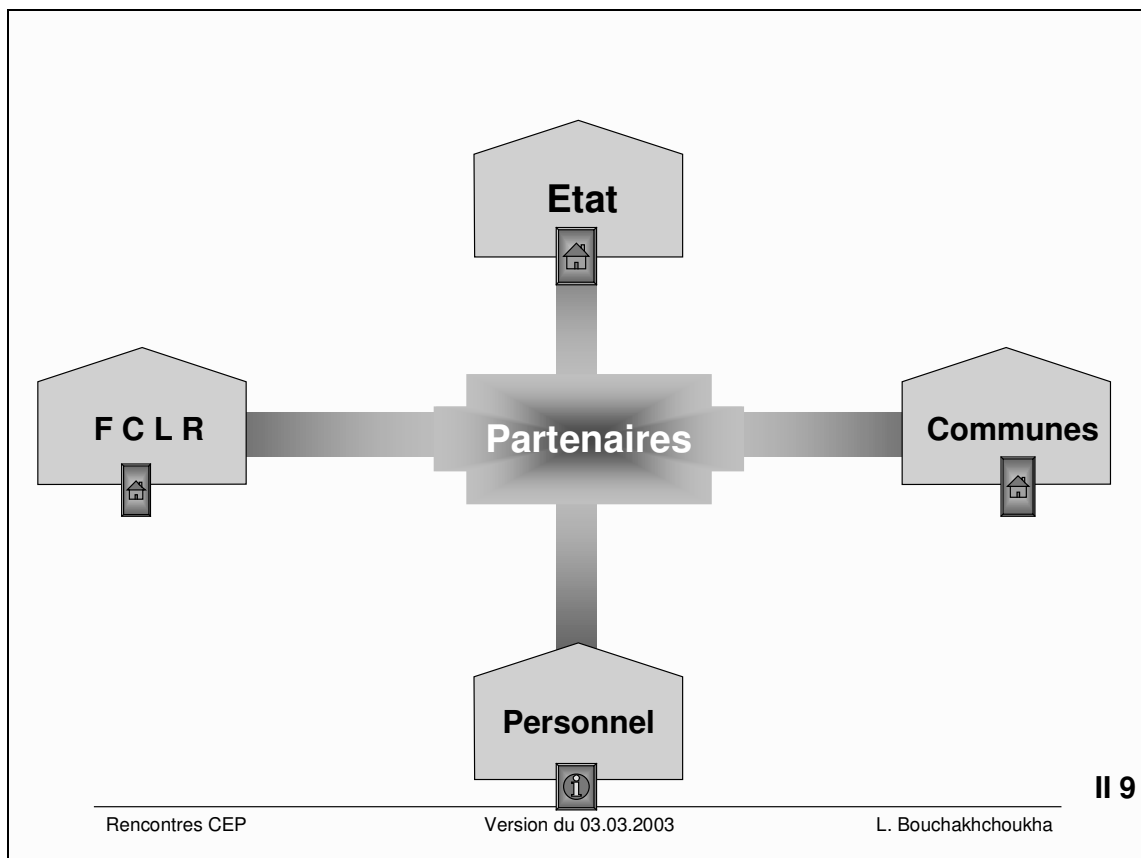 Etat
F C L R
Partenaires
Communes
Personnel
II 9
Rencontres CEP
Version du 03.03.2003
L. Bouchakhchoukha